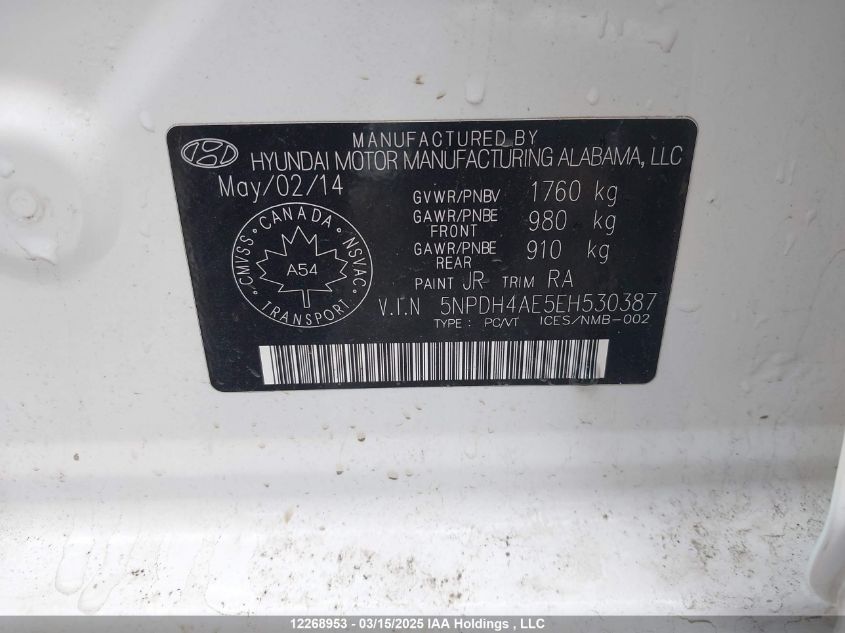 MANUFACTURED BY
HYUNDAI MOTOR MANUFACTURING ALABAMA, LLC
May/02/14
GVWR/PNBV 1760 kg
GAWR/PNBE FRONT 980 kg
GAWR/PNBE REAR 910 kg
CANADA
CMVSS NSVAC
A54
TRANSPORT
PAINT JR TRIM RA
V.I.N 5NPDH4AE5EH530387
TYPE: PC/VT ICES/NMB-002
12268953 - 03/15/2025 IAA Holdings , LLC